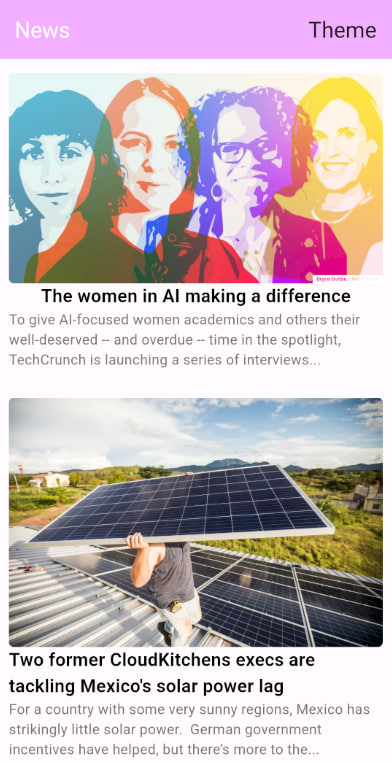 News
Theme
Bryce Durbin
The women in AI making a difference
To give AI-focused women academics and others their
well-deserved -- and overdue -- time in the spotlight,
TechCrunch is launching a series of interviews...
Two former CloudKitchens execs are
tackling Mexico's solar power lag
For a country with some very sunny regions, Mexico has
strikingly little solar power.  German government
incentives have helped, but there's more to the...